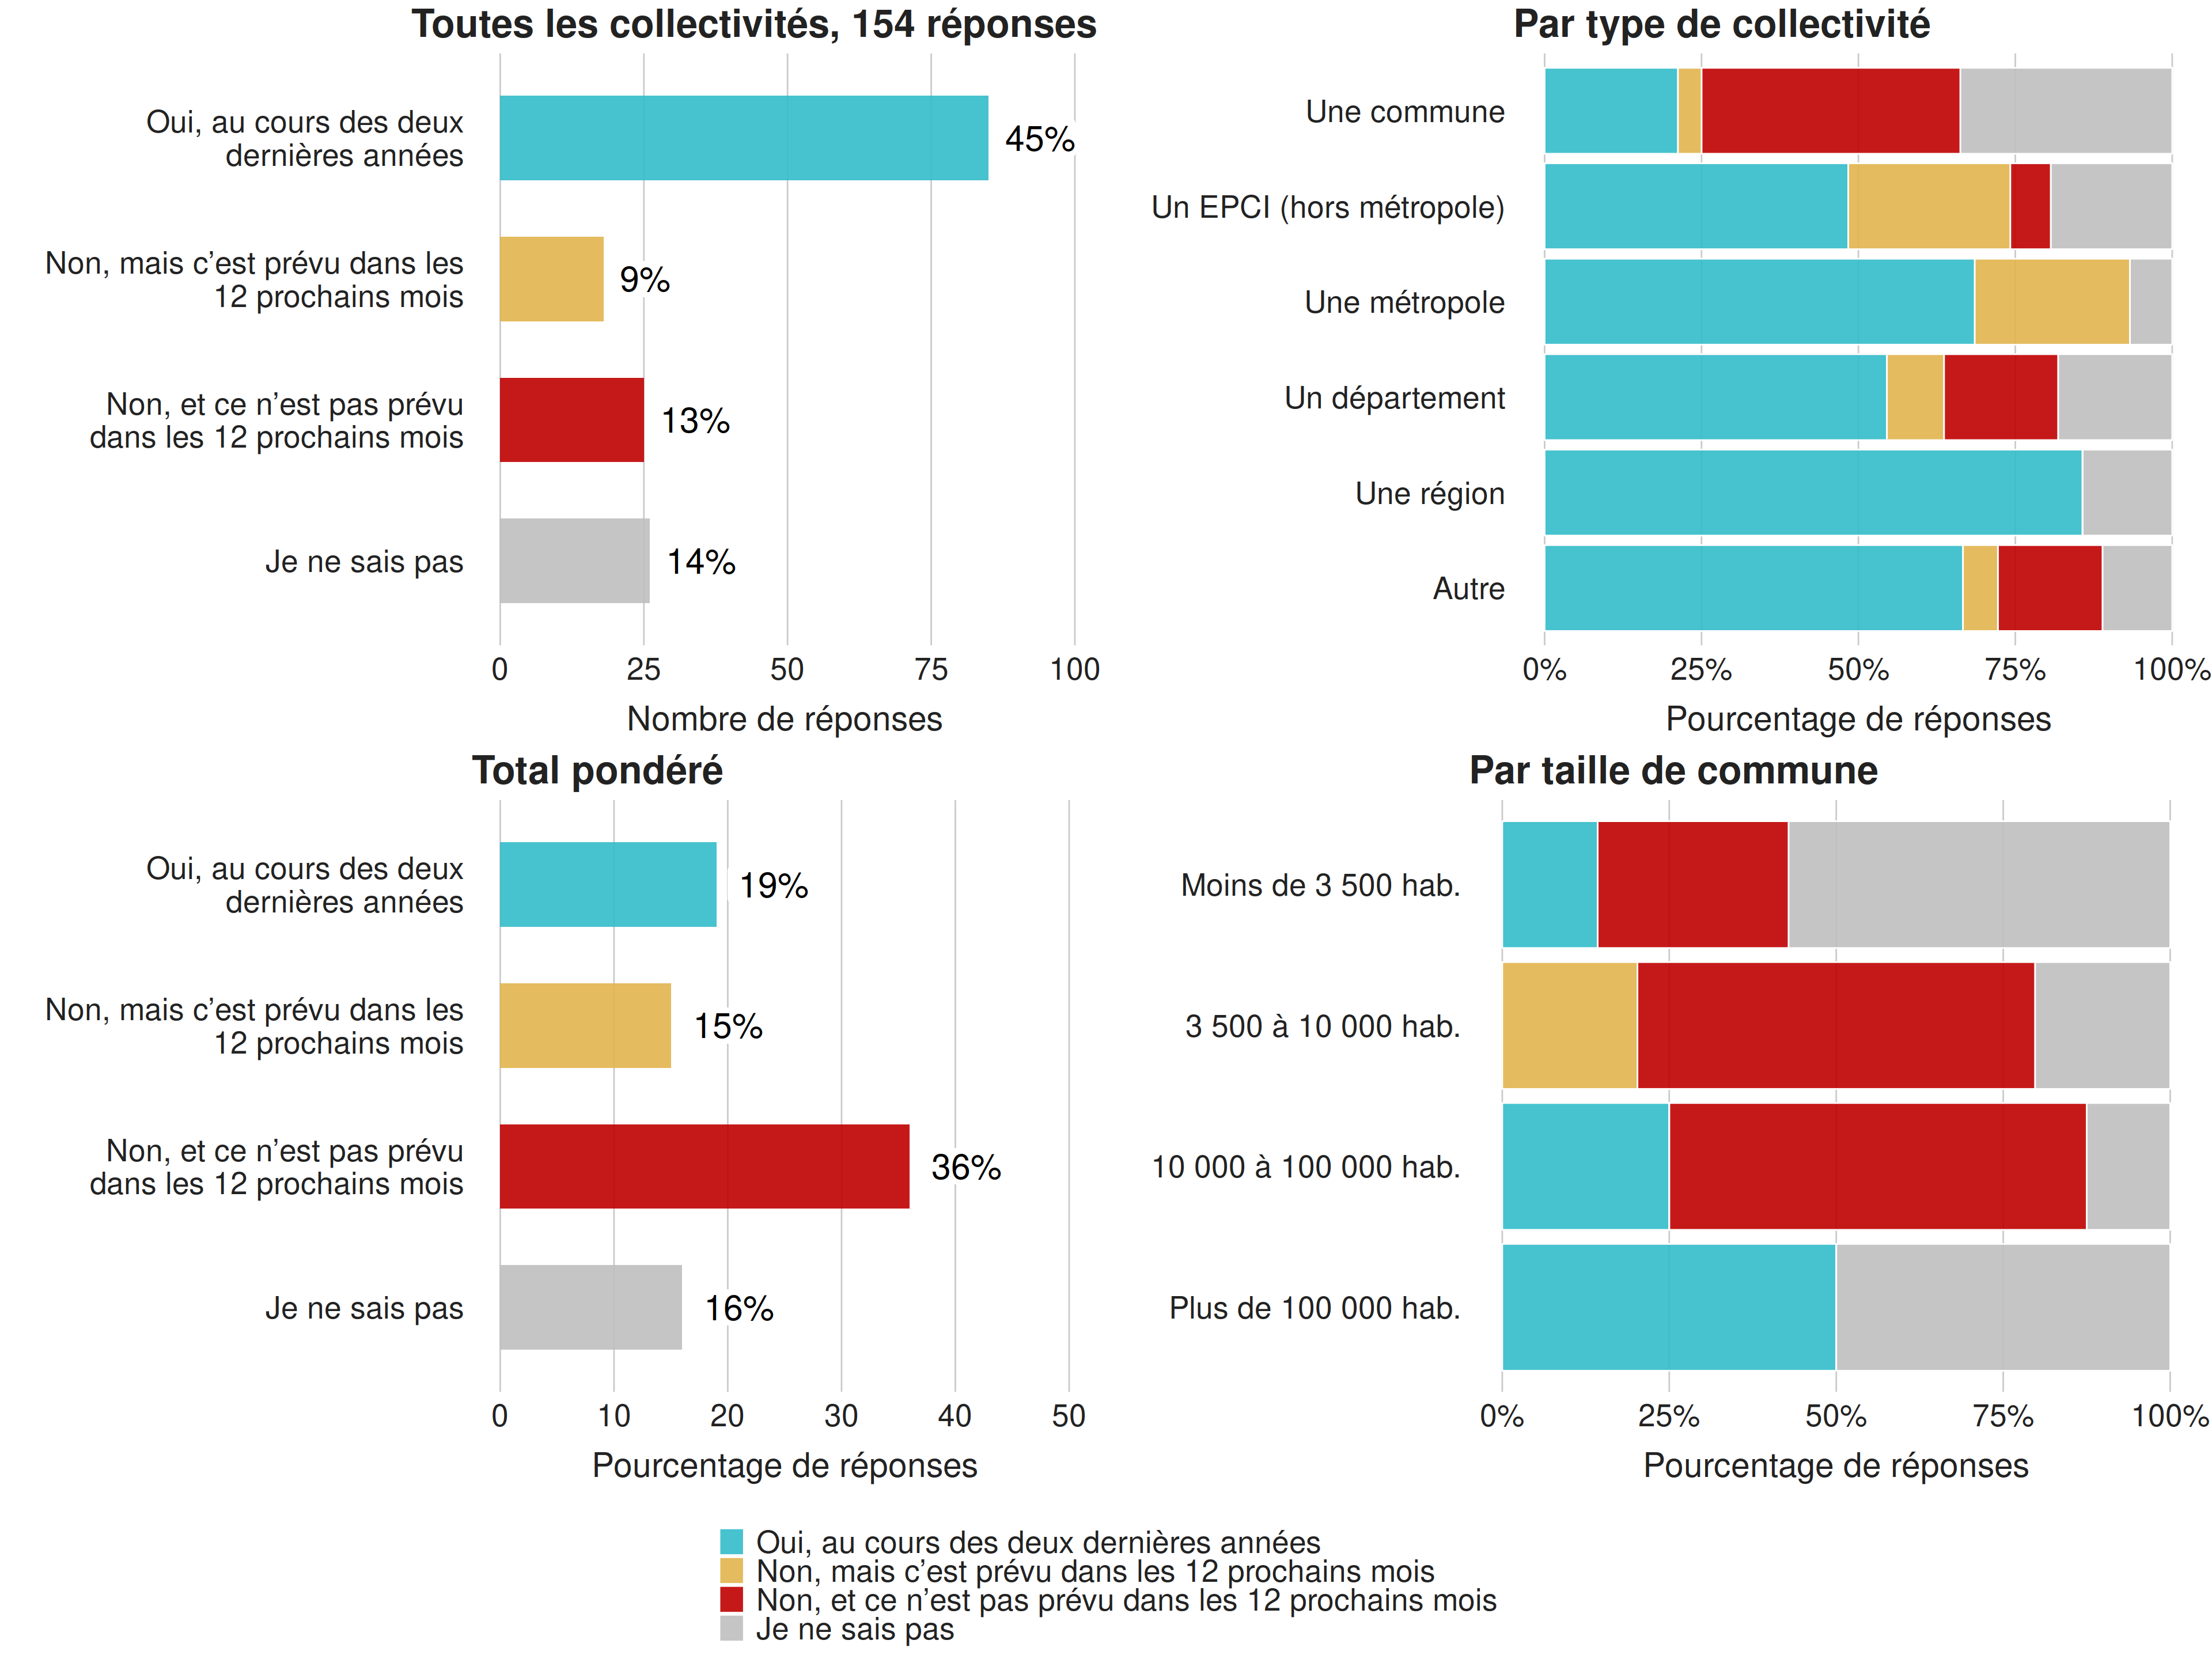 Toutes les collectivités, 154 réponses
Oui, au cours des deux
dernières années
45%
Non, mais c’est prévu dans les
12 prochains mois
9%
Non, et ce n’est pas prévu
dans les 12 prochains mois
13%
Je ne sais pas
14%
0 25 50 75 100
Nombre de réponses
Par type de collectivité
Une commune
Un EPCI (hors métropole)
Une métropole
Un département
Une région
Autre
0% 25% 50% 75% 100%
Pourcentage de réponses
Total pondéré
Oui, au cours des deux
dernières années
19%
Non, mais c’est prévu dans les
12 prochains mois
15%
Non, et ce n’est pas prévu
dans les 12 prochains mois
36%
Je ne sais pas
16%
0 10 20 30 40 50
Pourcentage de réponses
Par taille de commune
Moins de 3 500 hab.
3 500 à 10 000 hab.
10 000 à 100 000 hab.
Plus de 100 000 hab.
0% 25% 50% 75% 100%
Pourcentage de réponses
Oui, au cours des deux dernières années
Non, mais c’est prévu dans les 12 prochains mois
Non, et ce n’est pas prévu dans les 12 prochains mois
Je ne sais pas